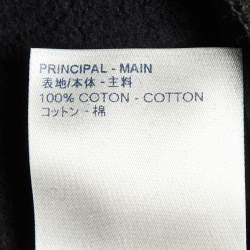 PRINCIPAL - MAIN
表地/本体 - 主料
100% COTON - COTTON
コットン - 棉